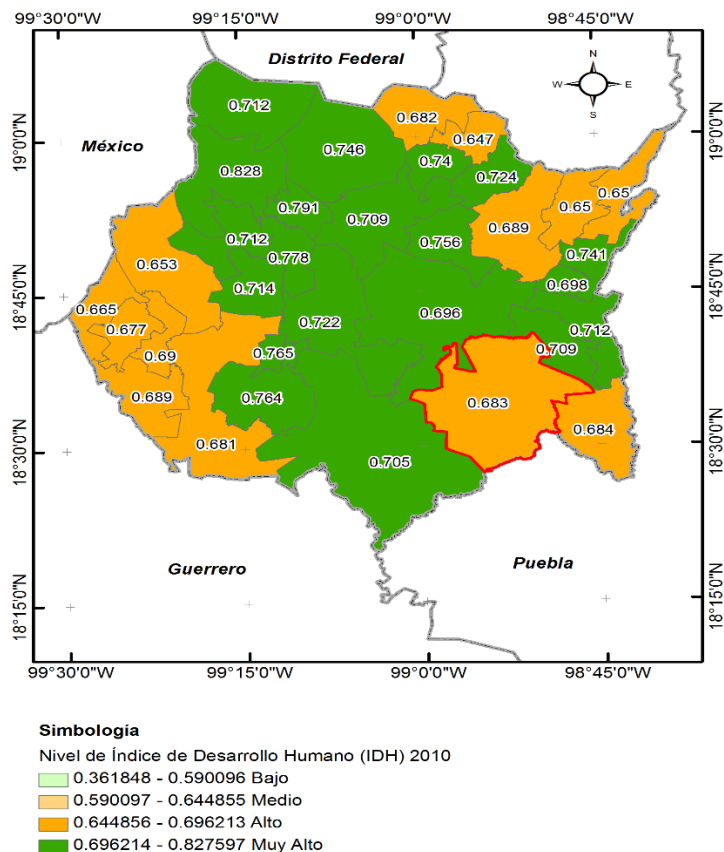 99°30'0"W 99°15'0"W 99°0'0"W 98°45'0"W
Distrito Federal
N
W E
S
México
19°0'0"N 19°0'0"N
18°45'0"N 18°45'0"N
18°30'0"N 18°30'0"N
18°15'0"N 18°15'0"N
0.712
0.682
0.647
0.746
0.74
0.828
0.724
0.65
0.791
0.65
0.709
0.689
0.712
0.756
0.778
0.741
0.653
0.714
0.698
0.665
0.696
0.677
0.722
0.712
0.69
0.765
0.709
0.689
0.764
0.683
0.684
0.681
0.705
Guerrero
Puebla
99°30'0"W 99°15'0"W 99°0'0"W 98°45'0"W
Simbología
Nivel de Índice de Desarrollo Humano (IDH) 2010
0.361848 - 0.590096 Bajo
0.590097 - 0.644855 Medio
0.644856 - 0.696213 Alto
0.696214 - 0.827597 Muy Alto